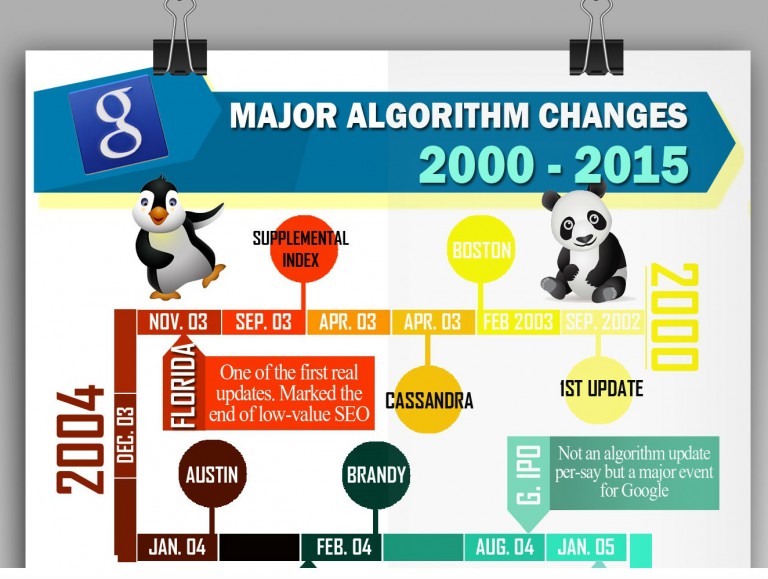 g
MAJOR ALGORITHM CHANGES
2000 - 2015
SUPPLEMENTAL
INDEX
BOSTON
2000
NOV. 03
SEP. 03
APR. 03
APR. 03
FEB 2003
SEP. 2002
FLORIDA
One of the first real
updates. Marked the
end of low-value SEO
CASSANDRA
1ST UPDATE
2004
DEC. 03
AUSTIN
BRANDY
G. IPO
Not an algorithm update
per-say but a major event
for Google
JAN. 04
FEB. 04
AUG. 04
JAN. 05